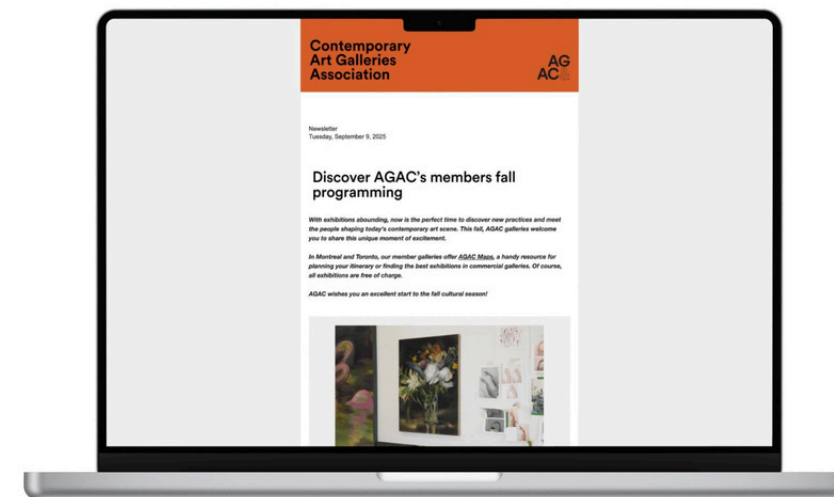 Contemporary
Art Galleries
Association
AG
AC
Newsletter
Tuesday, September 9, 2025
Discover AGAC's members fall
programming
With exhibitions abounding, now is the perfect time to discover new practices and meet
the people shaping today's contemporary art scene. This fall, AGAC galleries welcome
you to share this unique moment of excitement.
In Montreal and Toronto, our member galleries offer AGAC Maps, a handy resource for
planning your itinerary or finding the best exhibitions in commercial galleries. Of course,
all exhibitions are free of charge.
AGAC wishes you an excellent start to the fall cultural season!